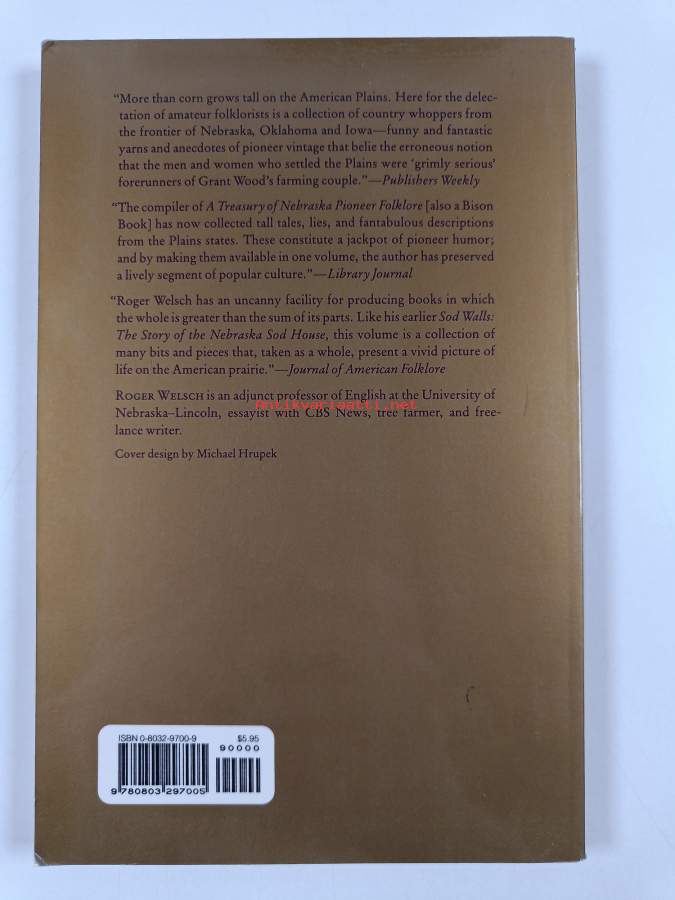 “More than corn grows tall on the American Plains. Here for the delec-
tation of amateur folklorists is a collection of country whoppers from
the frontier of Nebraska, Oklahoma and Iowa—funny and fantastic
yarns and anecdotes of pioneer vintage that belie the erroneous notion
that the men and women who settled the Plains were ‘grimly serious’
forerunners of Grant Wood’s farming couple.”—Publishers Weekly
“The compiler of A Treasury of Nebraska Pioneer Folklore [also a Bison
Book] has now collected tall tales, lies, and fantabulous descriptions
from the Plains states. These constitute a jackpot of pioneer humor;
and by making them available in one volume, the author has preserved
a lively segment of popular culture.”—Library Journal
“Roger Welsch has an uncanny facility for producing books in which
the whole is greater than the sum of its parts. Like his earlier Sod Walls:
The Story of the Nebraska Sod House, this volume is a collection of
many bits and pieces that, taken as a whole, present a vivid picture of
life on the American prairie.”—Journal of American Folklore
ROGER WELSCH is an adjunct professor of English at the University of
Antikvariaatti.net
Nebraska–Lincoln, essayist with CBS News, tree farmer, and free-
lance writer.
Cover design by Michael Hrupek
ISBN 0-8032-9700-9 $5.95
90000
9 780803 297005